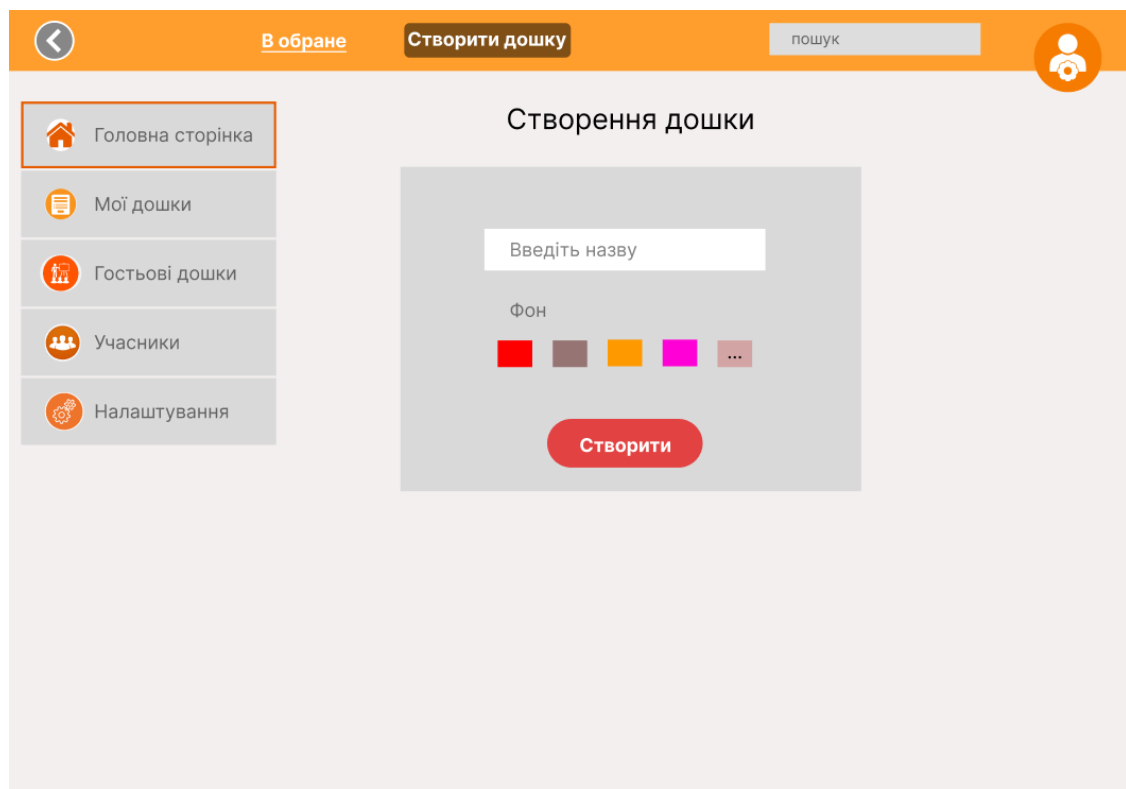 В обране
Створити дошку
пошук
Головна сторінка
Мої дошки
Гостьові дошки
Учасники
Налаштування
Створення дошки
Введіть назву
Фон
...
Створити